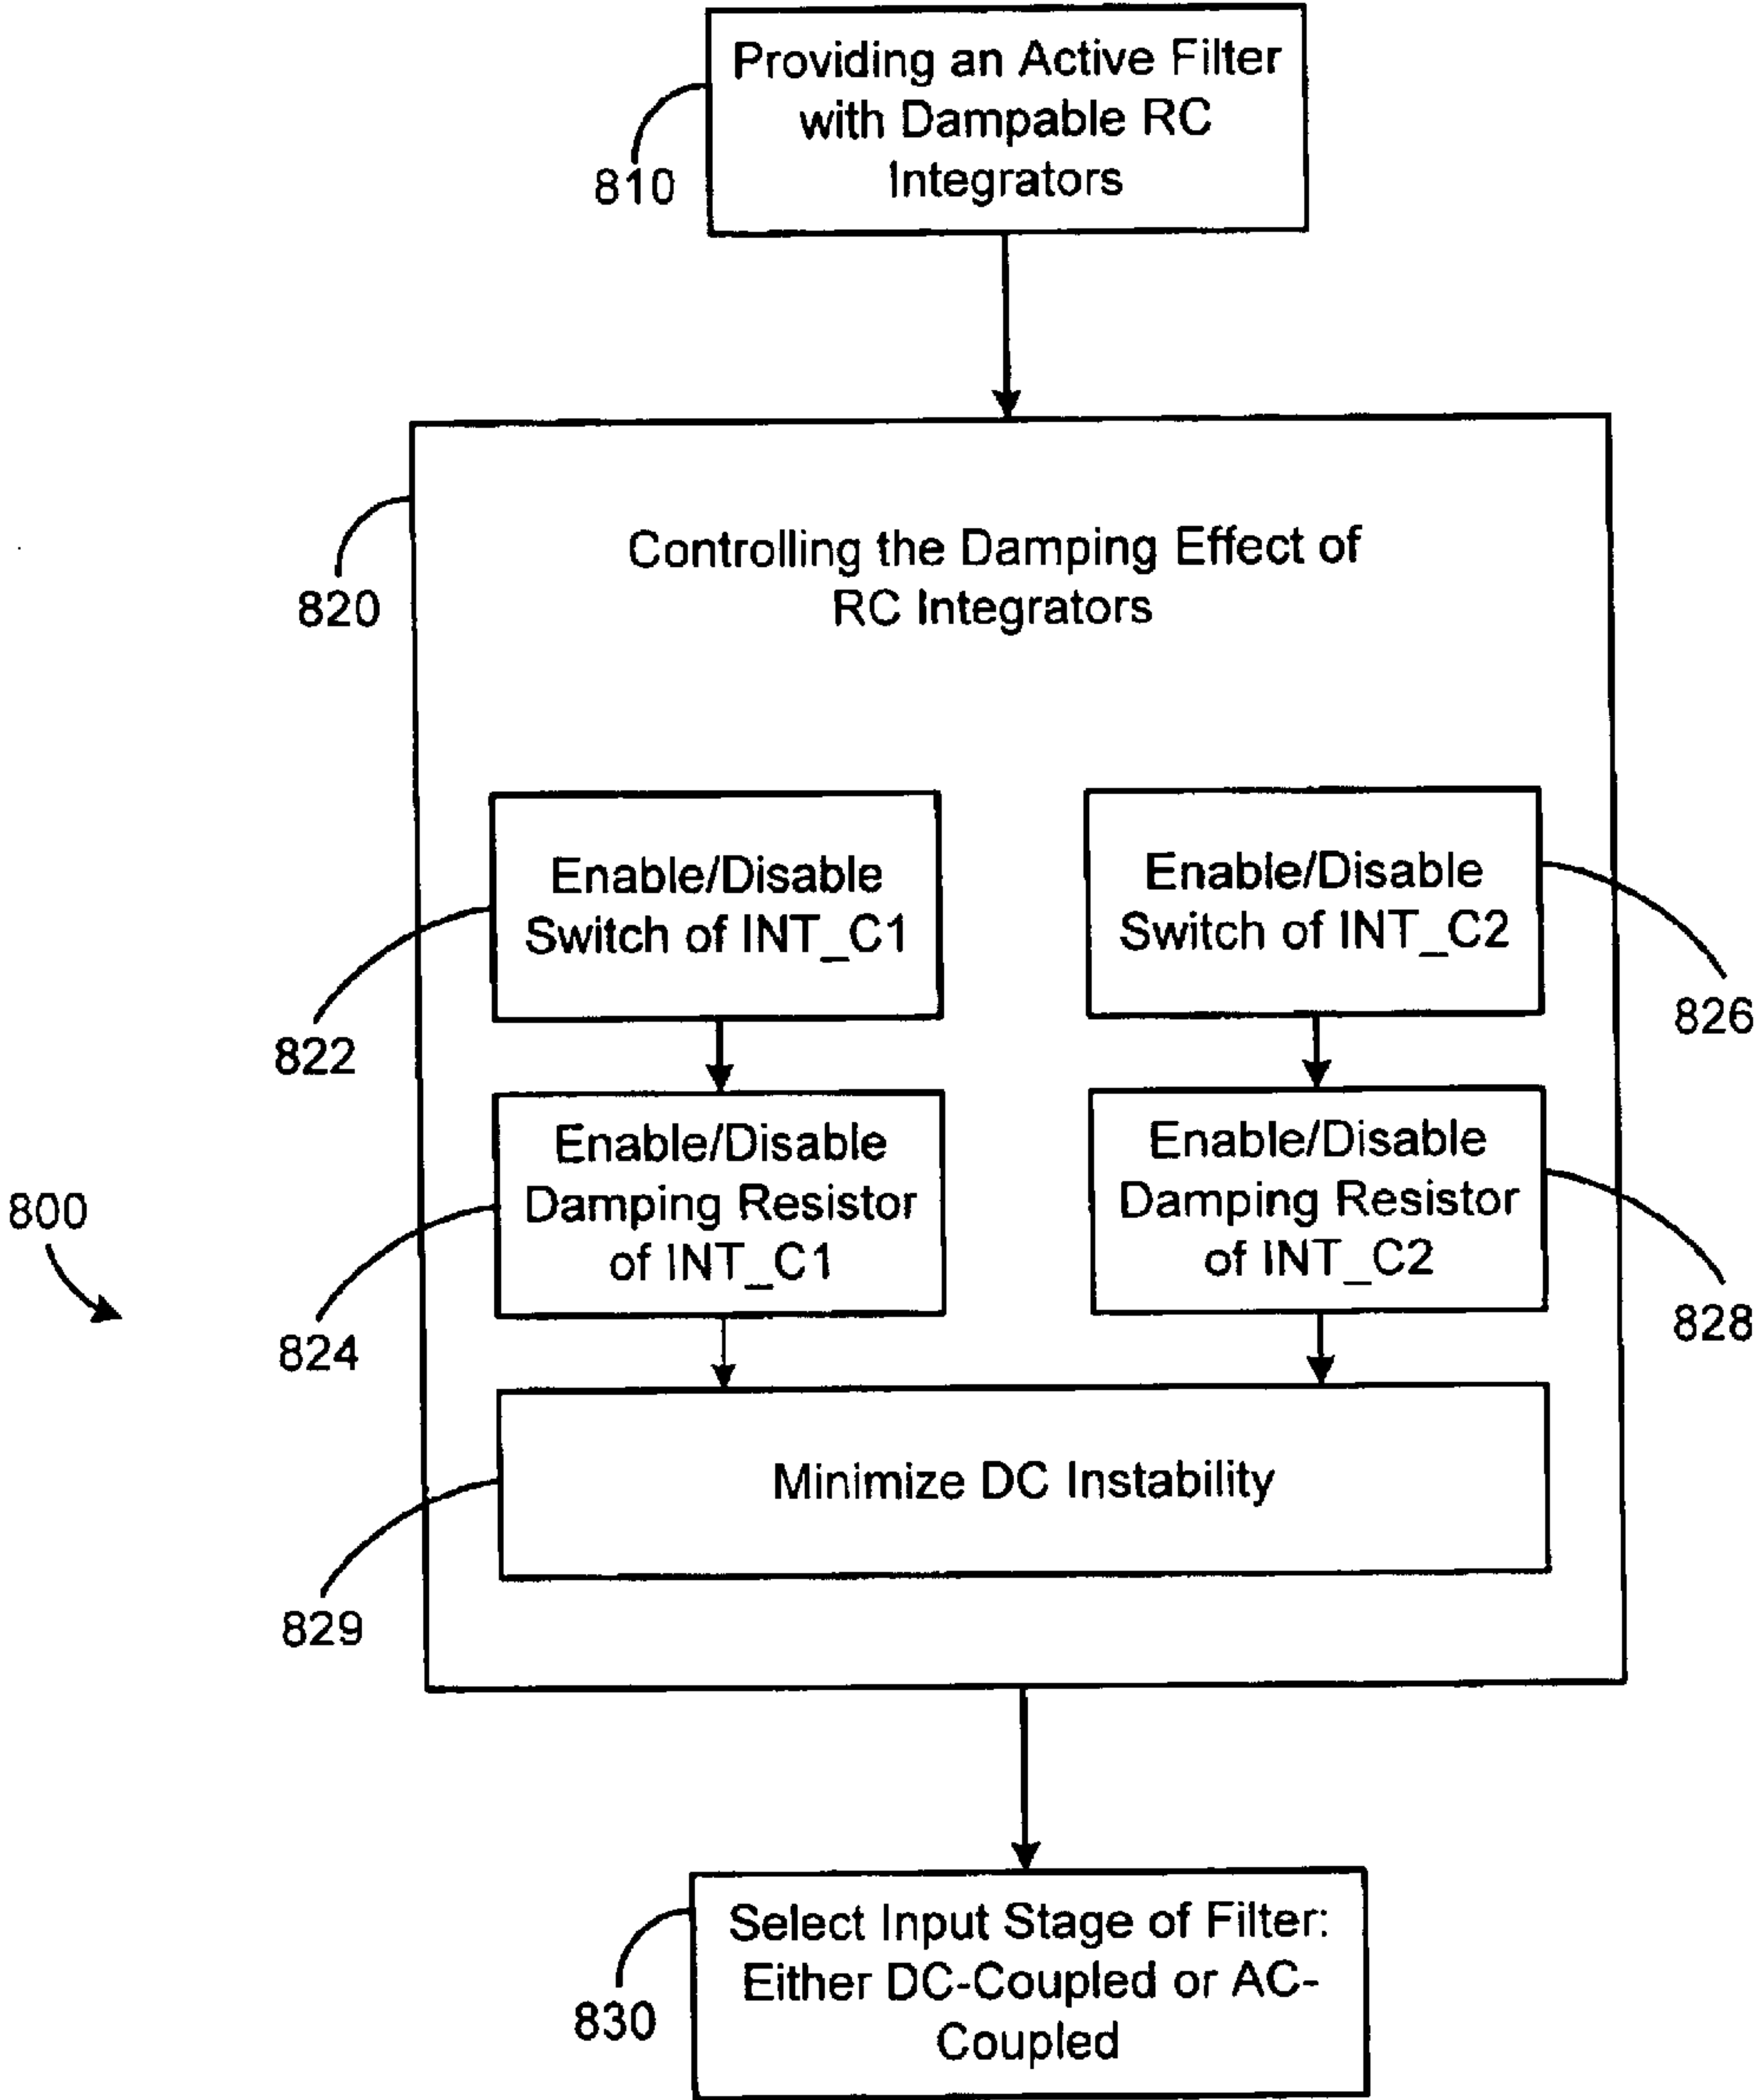 Providing an Active Filter
with Dampable RC
Integrators
810
Controlling the Damping Effect of
RC Integrators
820
Enable/Disable
Switch of INT_C1
822
Enable/Disable
Switch of INT_C2
826
Enable/Disable
Damping Resistor
of INT_C1
824
Enable/Disable
Damping Resistor
of INT_C2
828
800
Minimize DC Instability
829
Select Input Stage of Filter:
Either DC-Coupled or AC-
Coupled
830